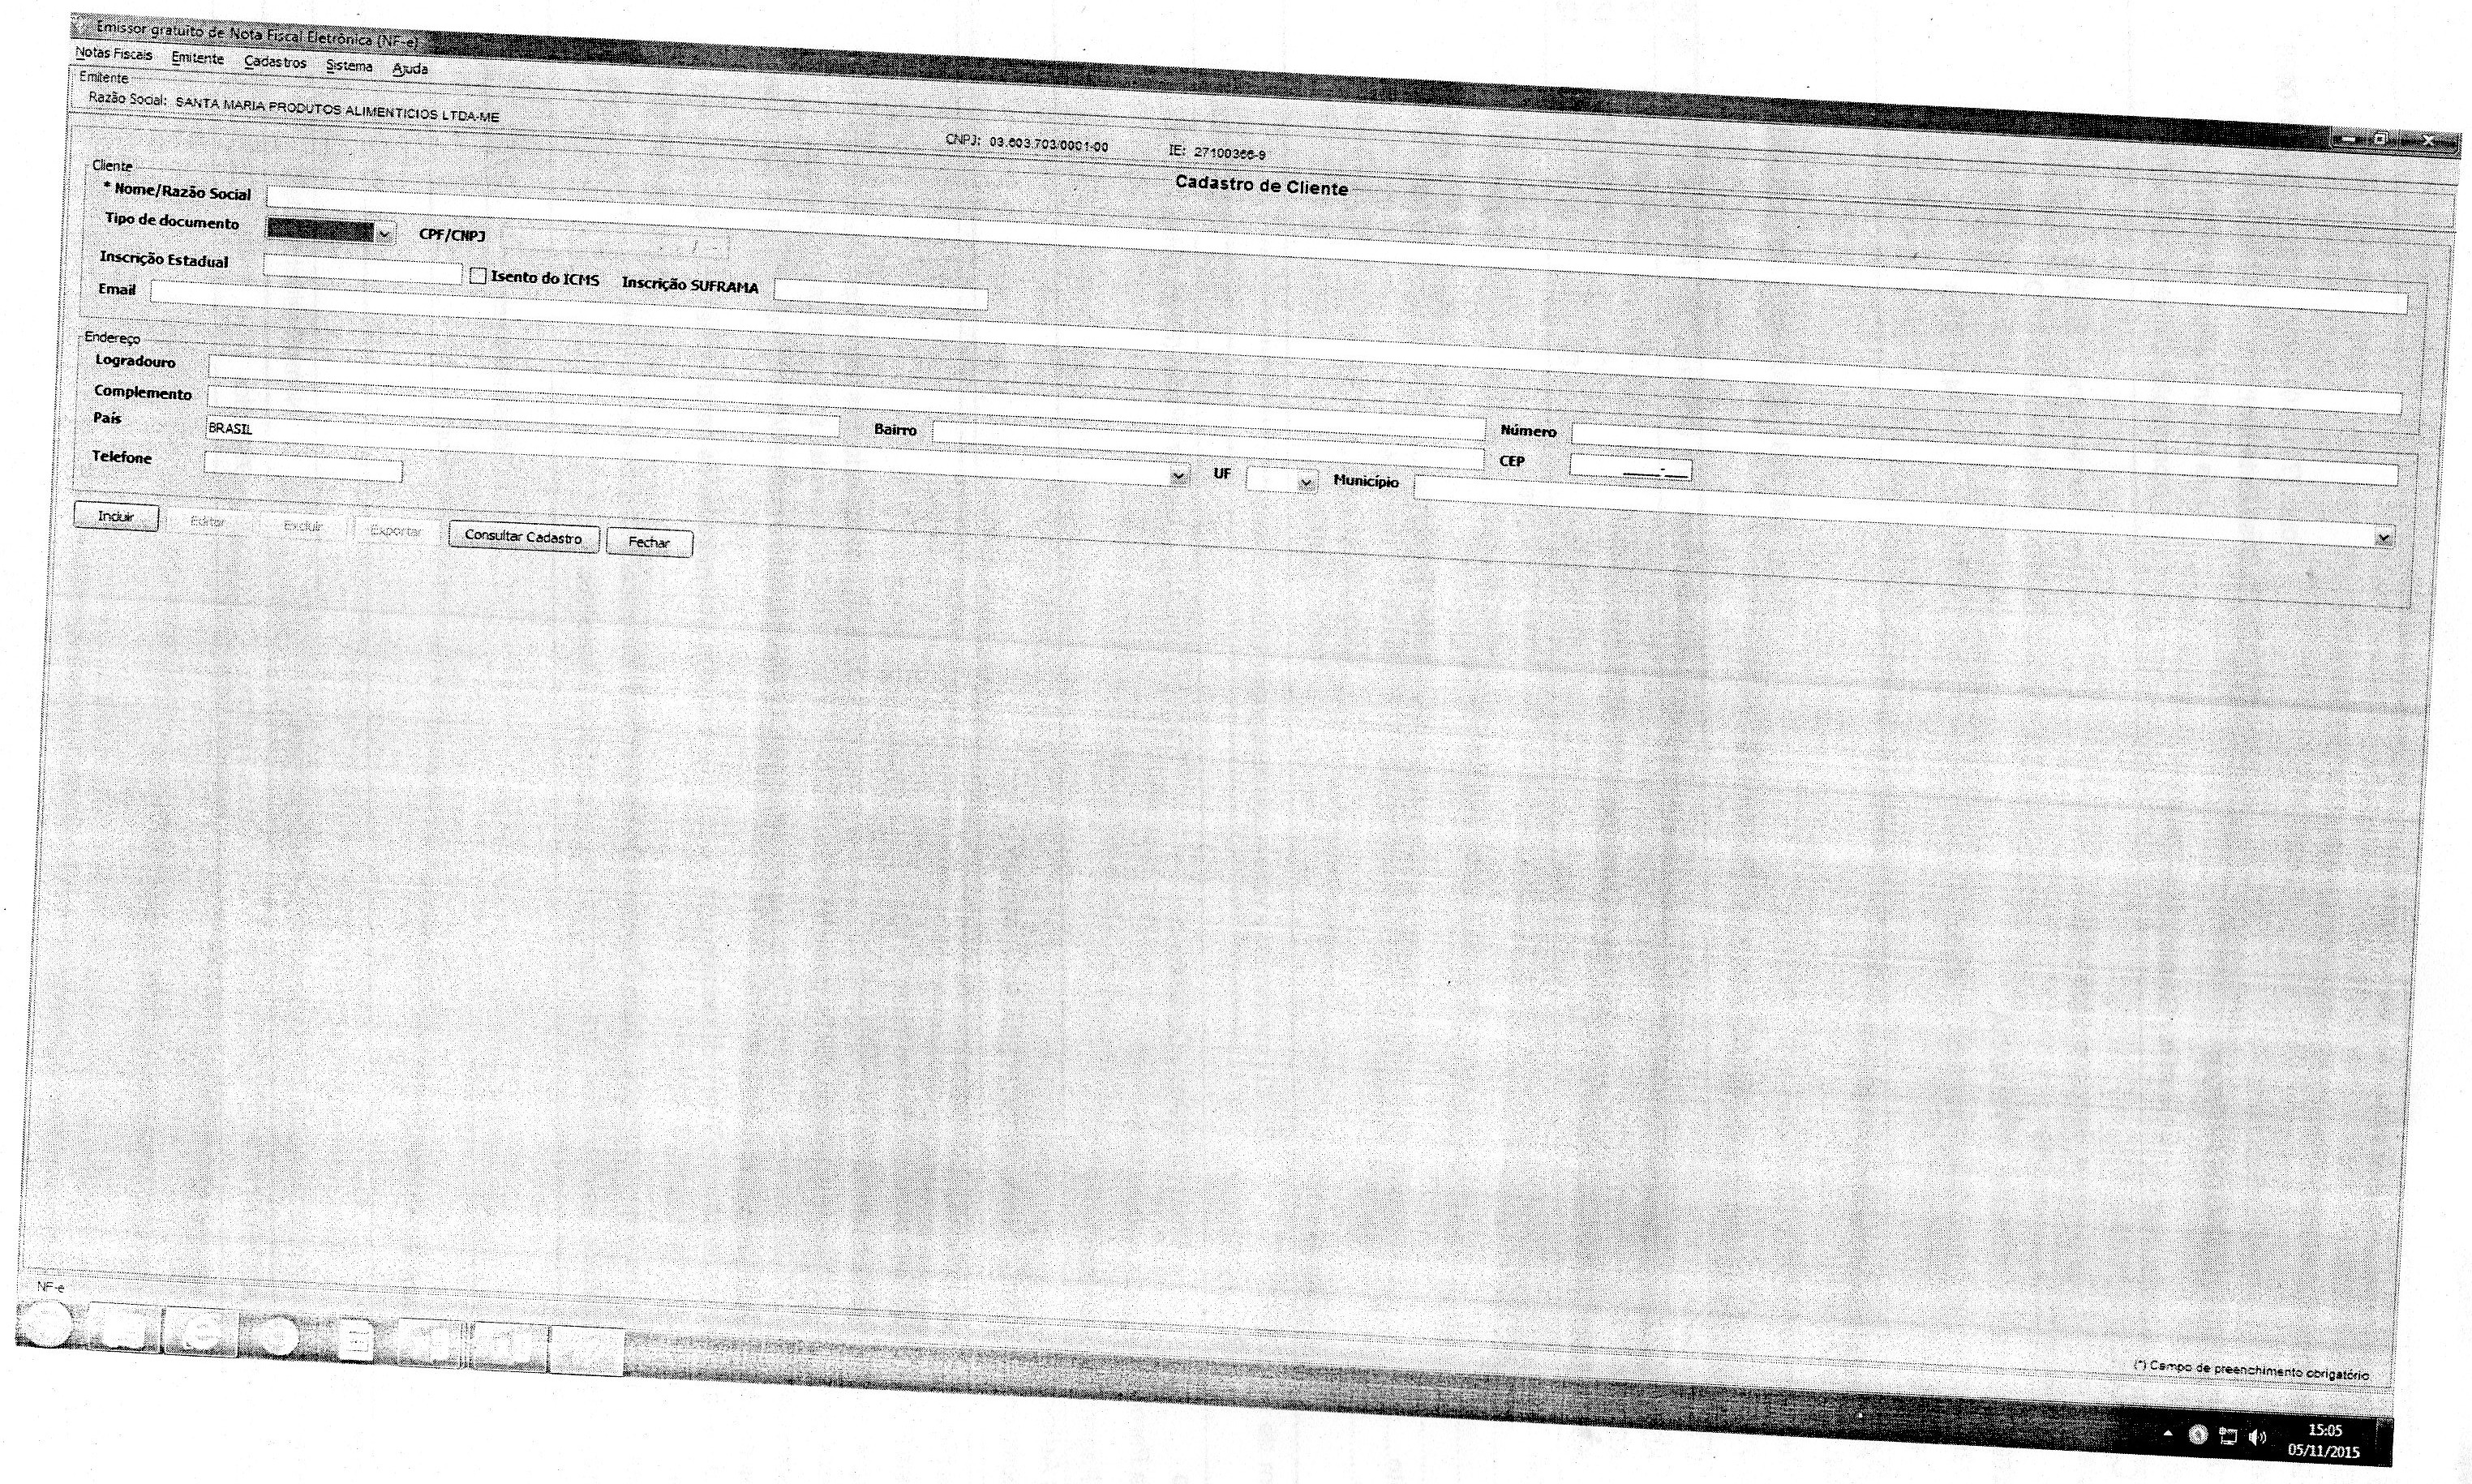 Emissor gratuito de Nota Fiscal Eletrônica (NF-e)
Notas Fiscais Emitente Cadastros Sistema Ajuda
Emitente
Razão Social: SANTA MARIA PRODUTOS ALIMENTICIOS LTDA-ME CNPJ: 03.603.703/0001-00 IE: 27100366-9
Cadastro de Cliente
Cliente
* Nome/Razão Social
Tipo de documento CPF/CNPJ / -
Inscrição Estadual Isento do ICMS Inscrição SUFRAMA
Email
Endereço
Logradouro Número
Complemento Bairro CEP _____-___
País BRASIL UF Município
Telefone
Incluir Editar Excluir Exportar Consultar Cadastro Fechar
NF-e
(*) Campo de preenchimento obrigatório
15:05
05/11/2015